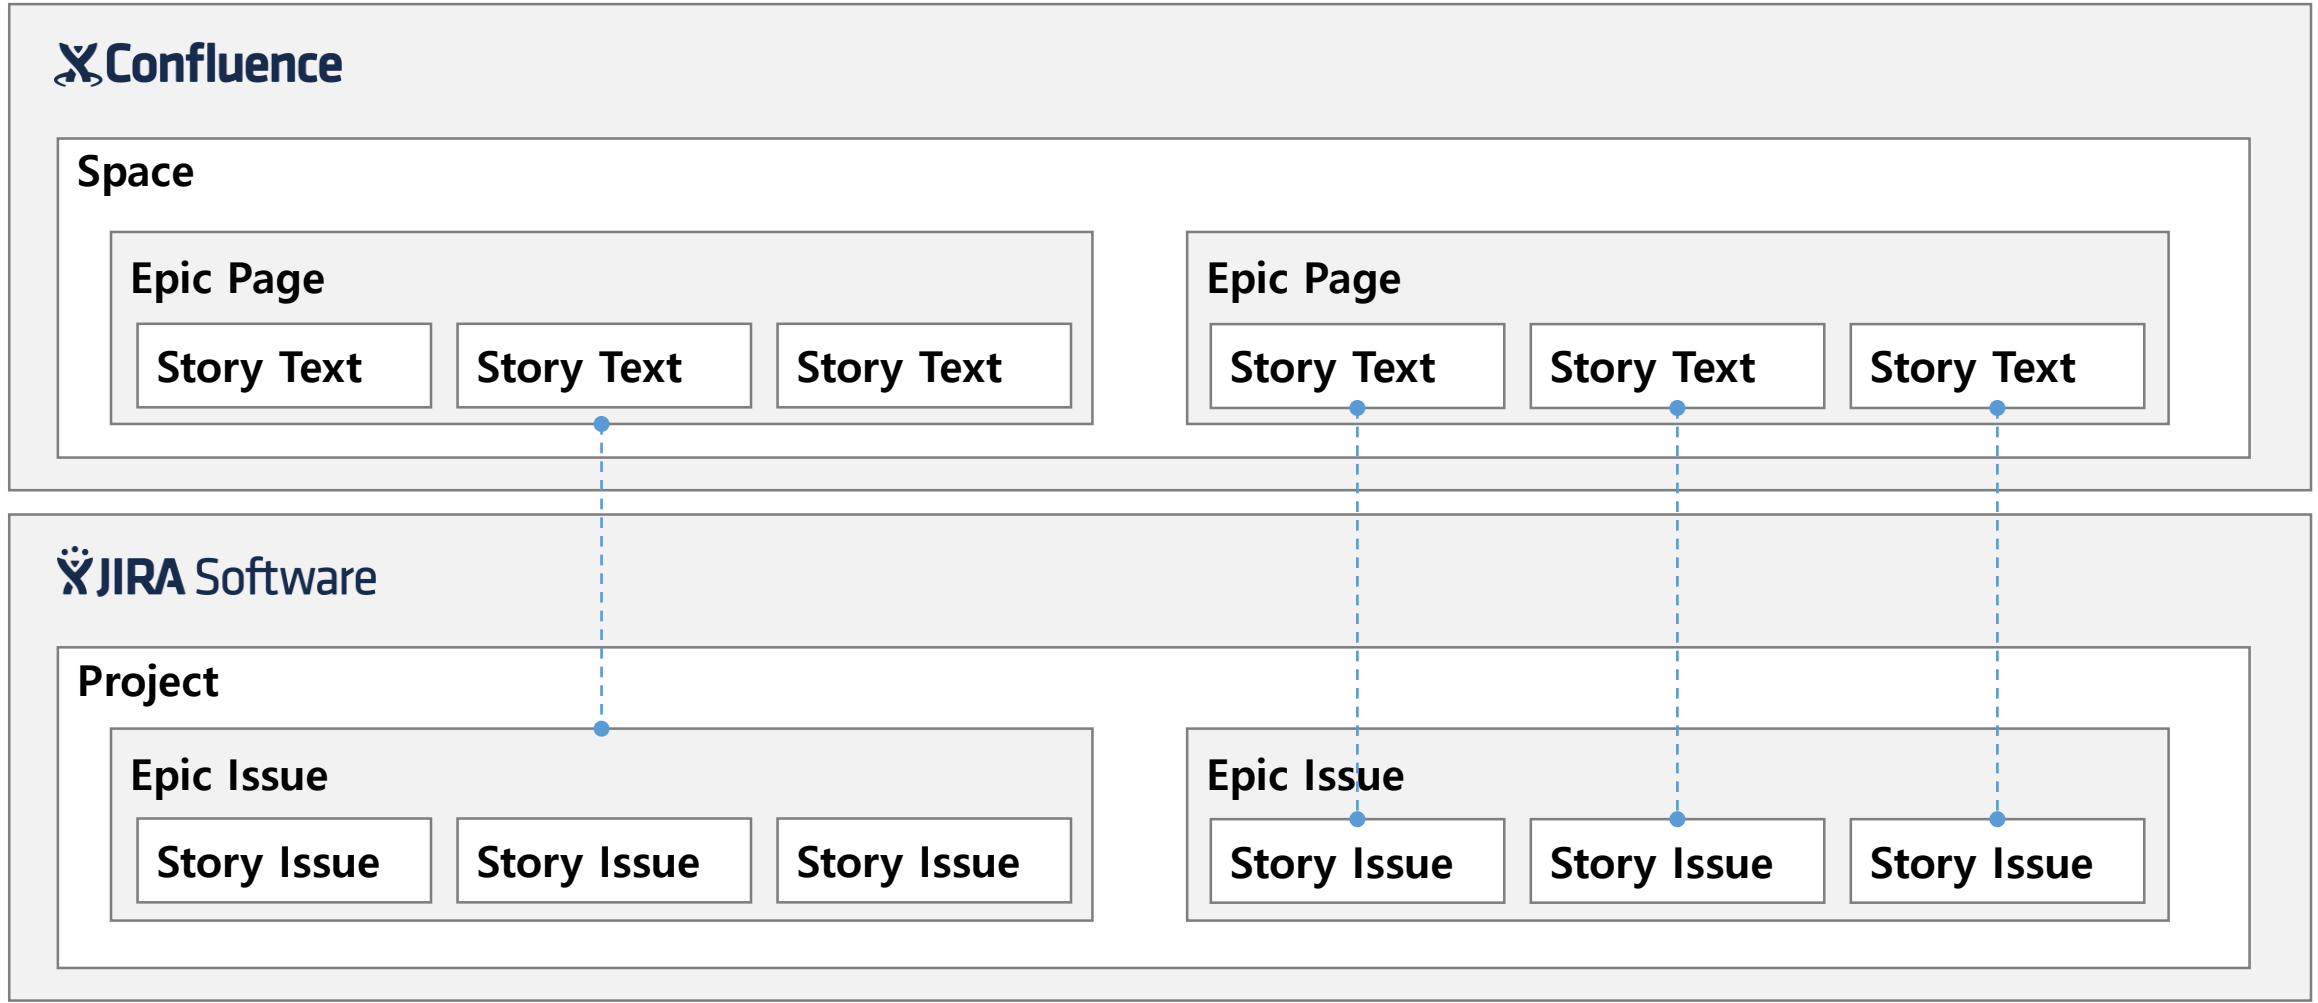 Confluence
Space
Epic Page
Epic Page
Story Text
Story Text
Story Text
Story Text
Story Text
Story Text
JIRA Software
Project
Epic Issue
Epic Issue
Story Issue
Story Issue
Story Issue
Story Issue
Story Issue
Story Issue